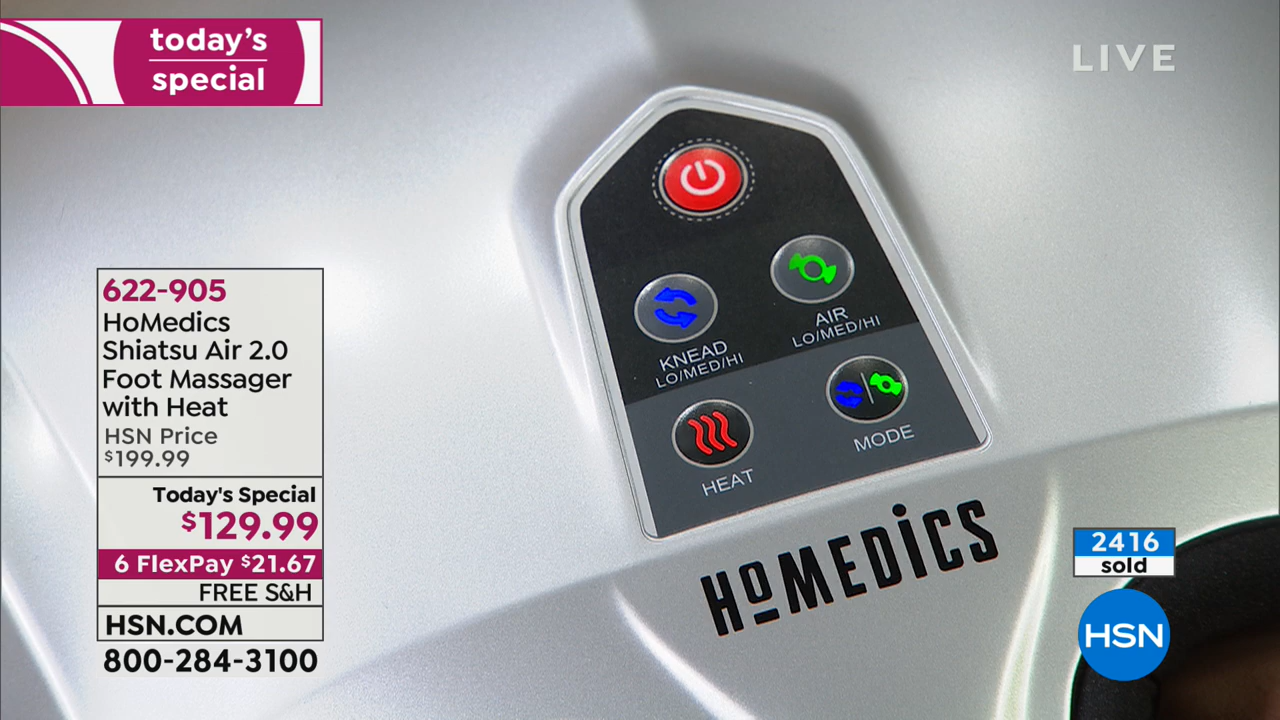 today's
special
LIVE
622-905
HoMedics
Shiatsu Air 2.0
Foot Massager
with Heat
HSN Price
$199.99
Today's Special
$129.99
6 FlexPay $21.67
FREE S&H
HSN.COM
800-284-3100
KNEAD
LO/MED/HI
AIR
LO/MED/HI
HEAT
MODE
HoMEDiCS
2416
sold
HSN